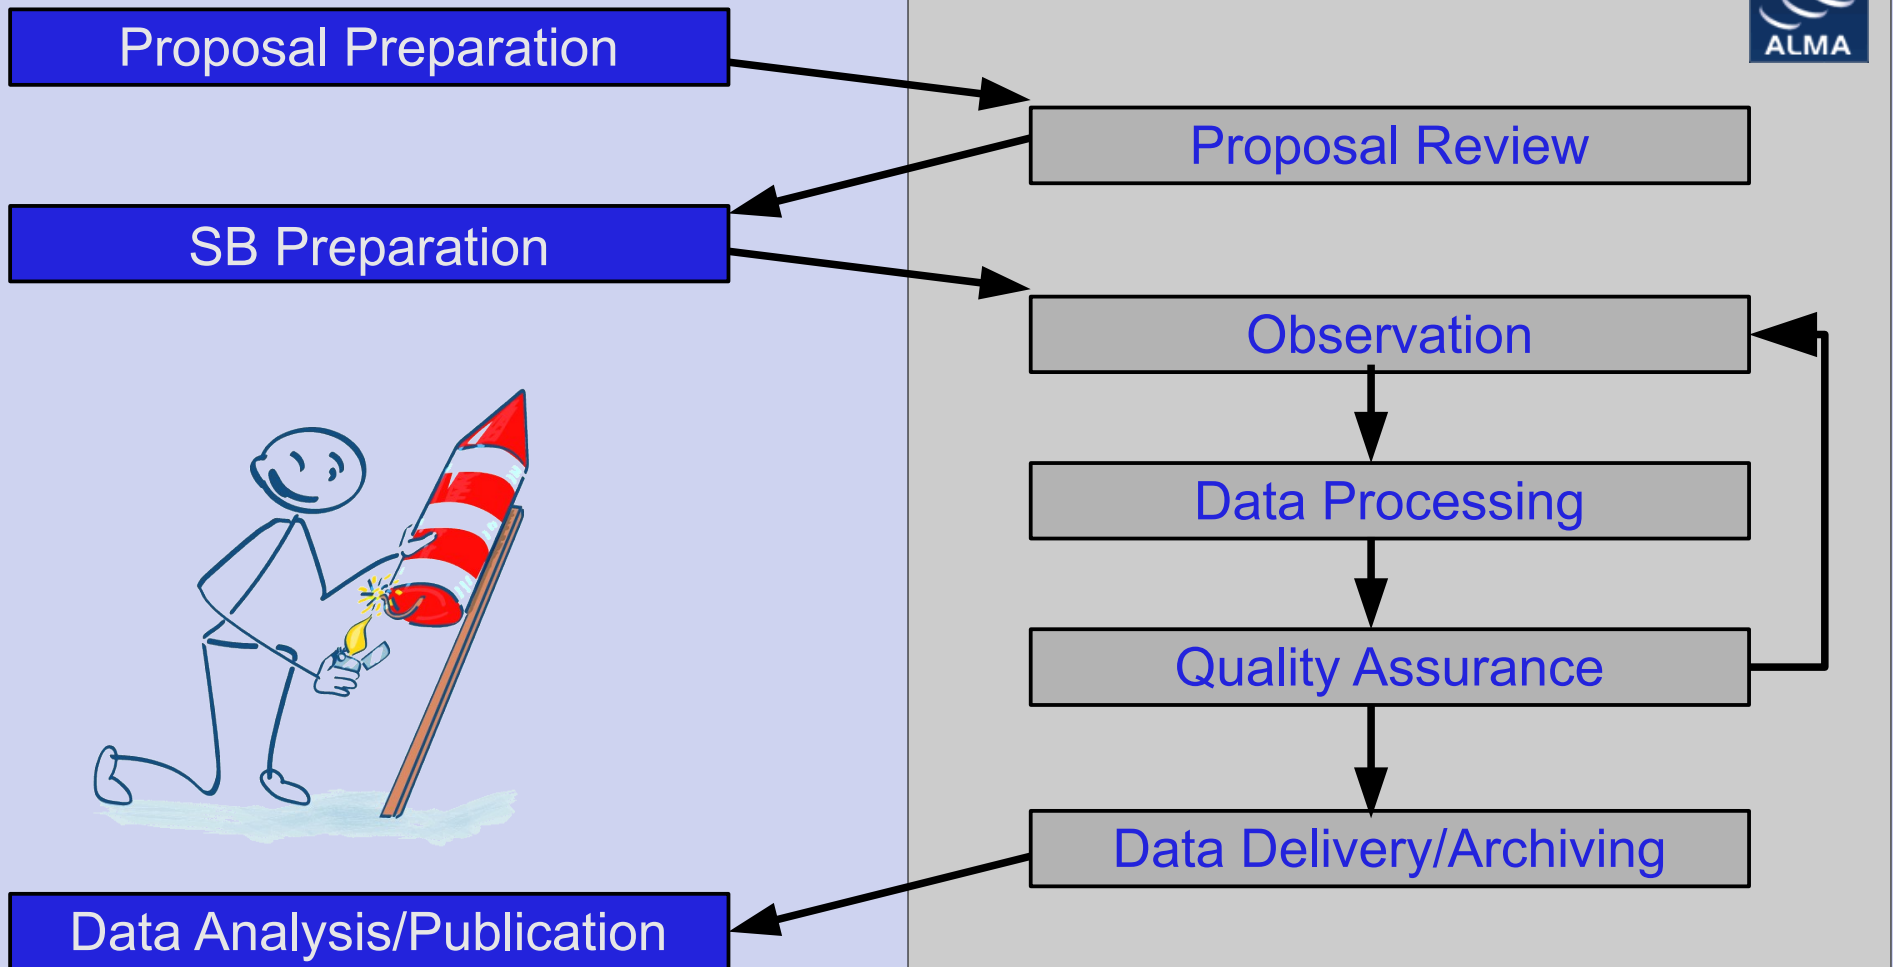 Proposal Preparation
ALMA
Proposal Review
SB Preparation
Observation
Data Processing
Quality Assurance
Data Delivery/Archiving
Data Analysis/Publication